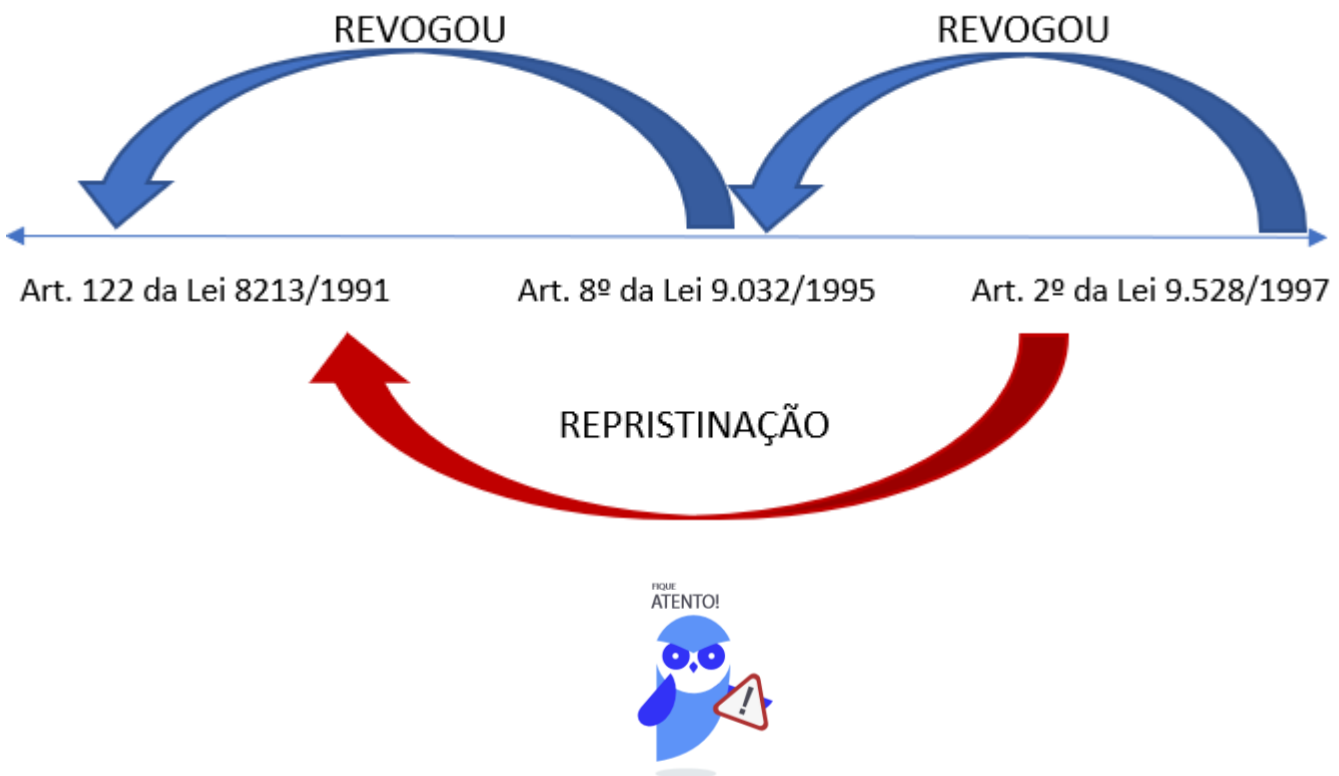 REVOGOU
REVOGOU
Art. 122 da Lei 8213/1991
Art. 8º da Lei 9.032/1995
Art. 2º da Lei 9.528/1997
REPRISTINAÇÃO
FIQUE
ATENTO!
!